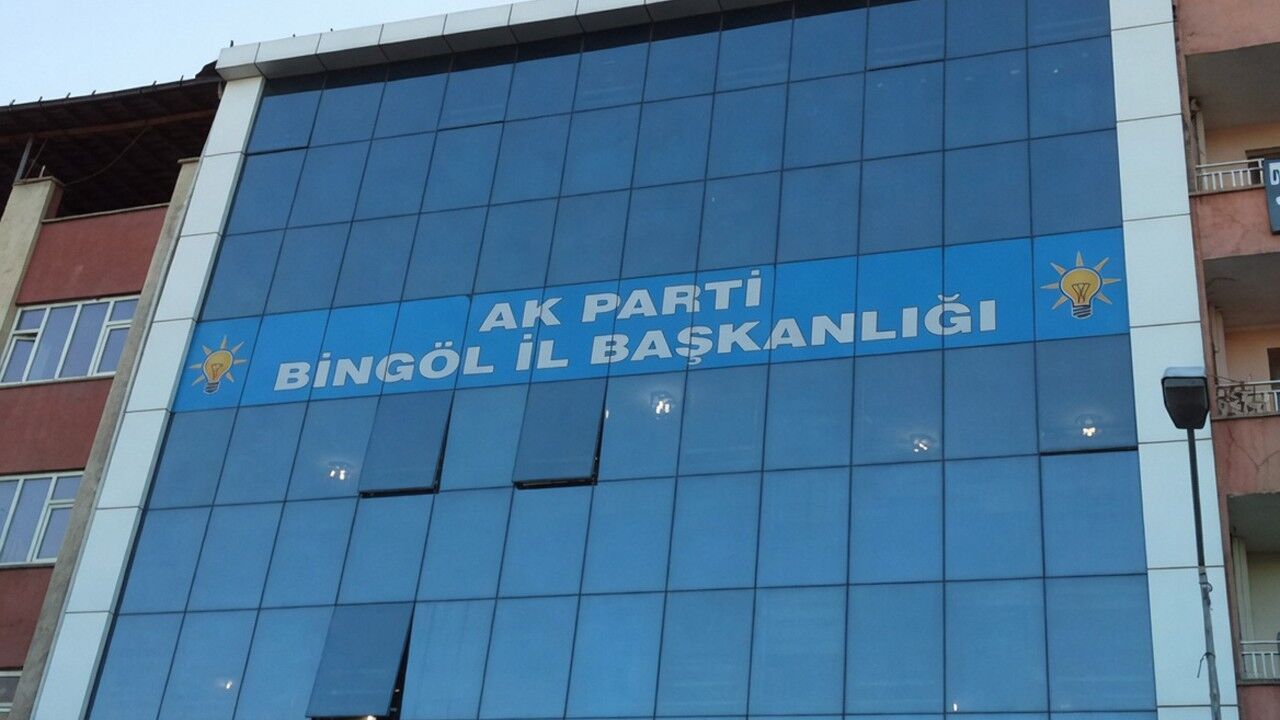 AK PARTİ
BİNGÖL İL BAŞKANLIĞI